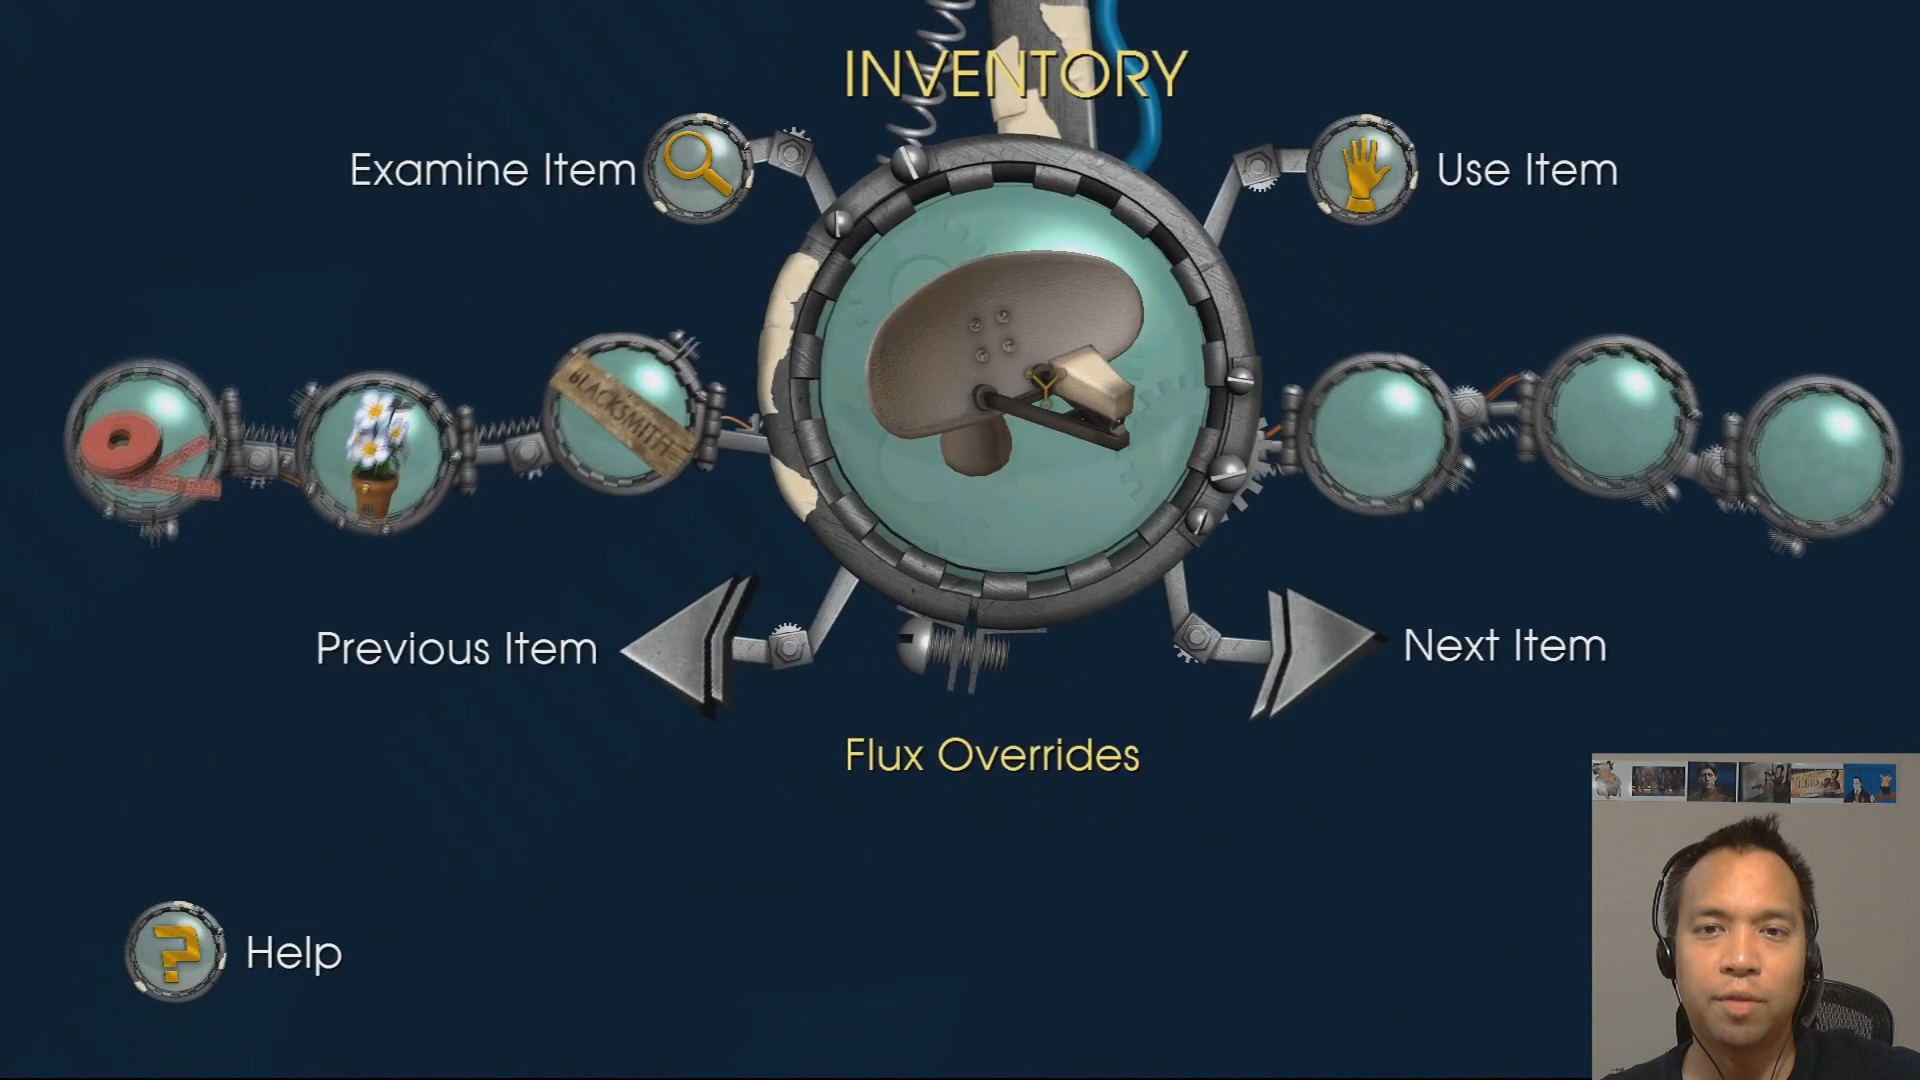 INVENTORY
Examine Item
Use Item
BLACKSMITH
Previous Item
Next Item
Flux Overrides
Help